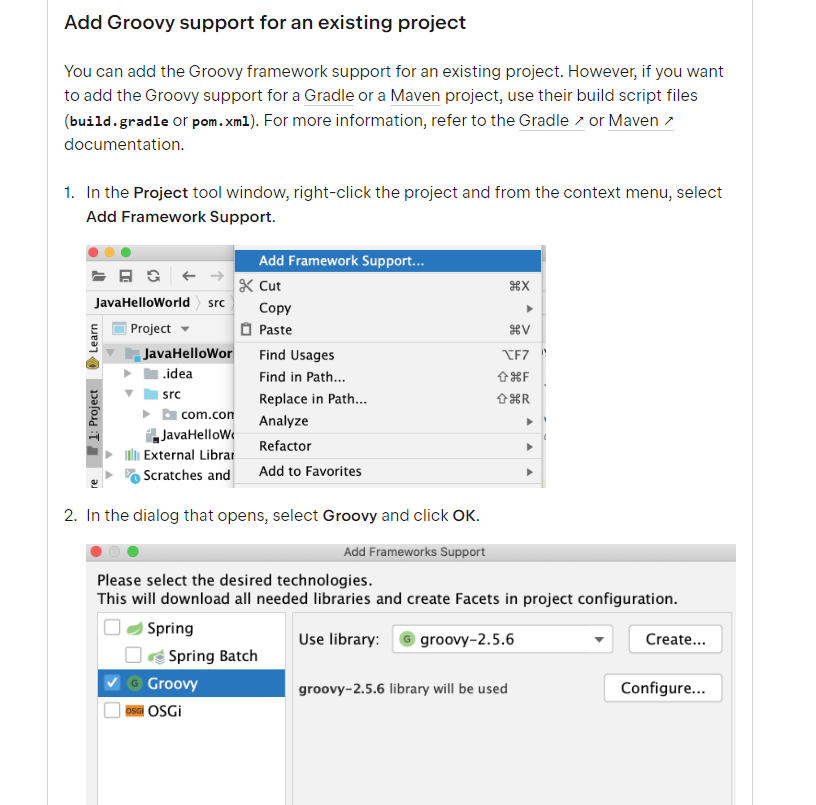 Add Groovy support for an existing project
You can add the Groovy framework support for an existing project. However, if you want
to add the Groovy support for a Gradle or a Maven project, use their build script files
(build.gradle or pom.xml). For more information, refer to the Gradle ↗ or Maven ↗
documentation.
1. In the Project tool window, right-click the project and from the context menu, select
Add Framework Support.
JavaHelloWorld 〉 src
Learn
1: Project
re
Project
JavaHelloWor
.idea
src
com.com
JavaHelloWo
External Librar
Scratches and
Add Framework Support...
Cut ⌘X
Copy
Paste ⌘V
Find Usages ⌥F7
Find in Path... ⇧⌘F
Replace in Path... ⇧⌘R
Analyze
Refactor
Add to Favorites
2. In the dialog that opens, select Groovy and click OK.
Add Frameworks Support
Please select the desired technologies.
This will download all needed libraries and create Facets in project configuration.
Spring
Spring Batch
G Groovy
OSGi OSGi
Use library: G groovy-2.5.6 Create...
groovy-2.5.6 library will be used Configure...